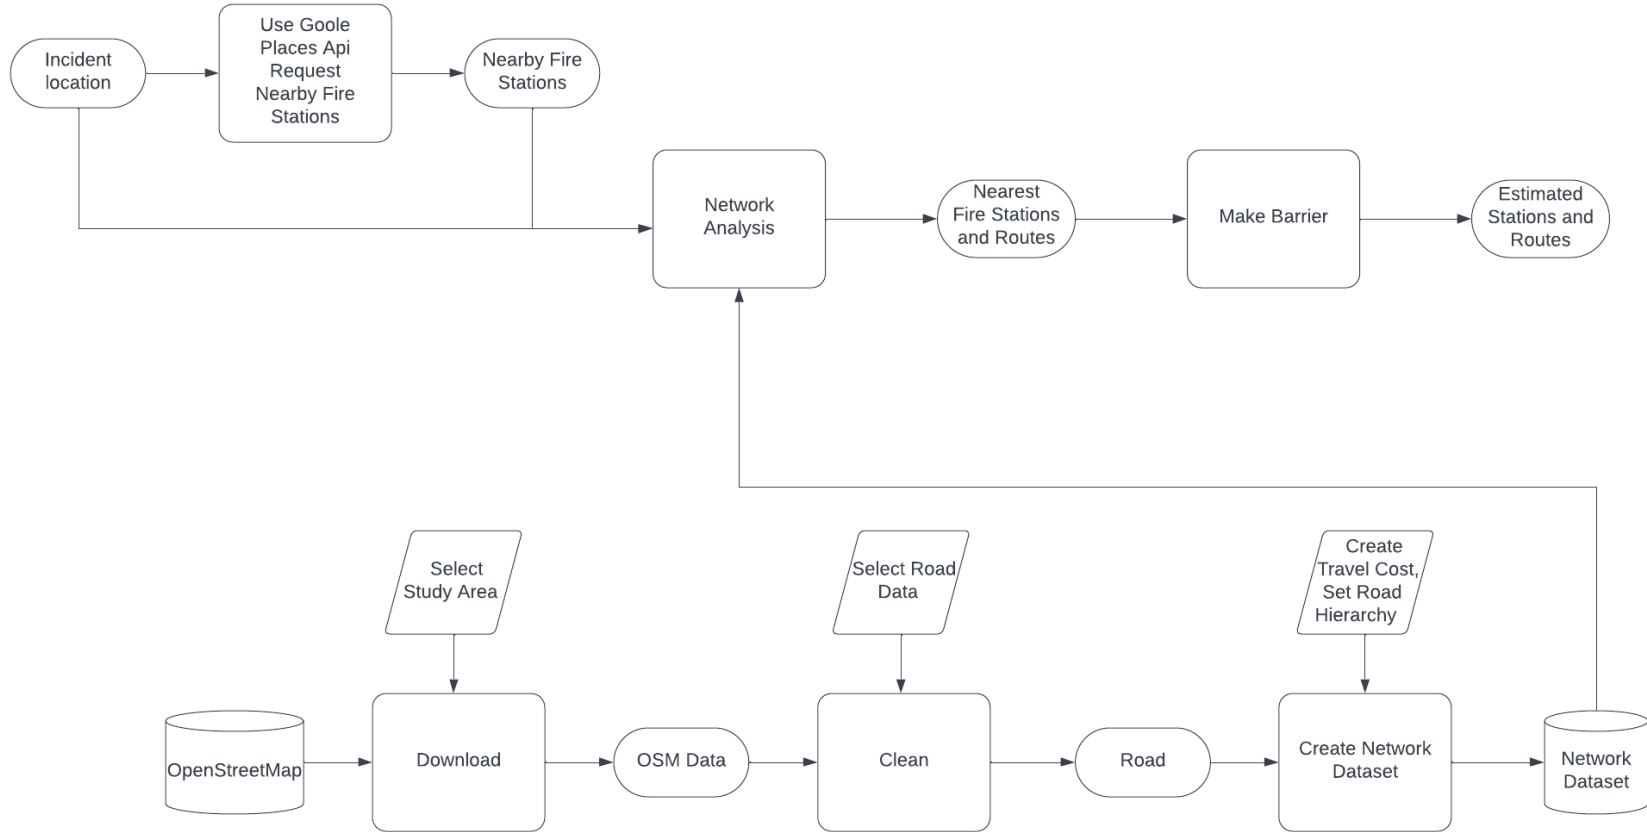 Incident
location
Use Goole
Places Api
Request
Nearby Fire
Stations
Nearby Fire
Stations
Network
Analysis
Nearest
Fire Stations
and Routes
Make Barrier
Estimated
Stations and
Routes
Select
Study Area
Select Road
Data
Create
Travel Cost,
Set Road
Hierarchy
OpenStreetMap
Download
OSM Data
Clean
Road
Create Network
Dataset
Network
Dataset